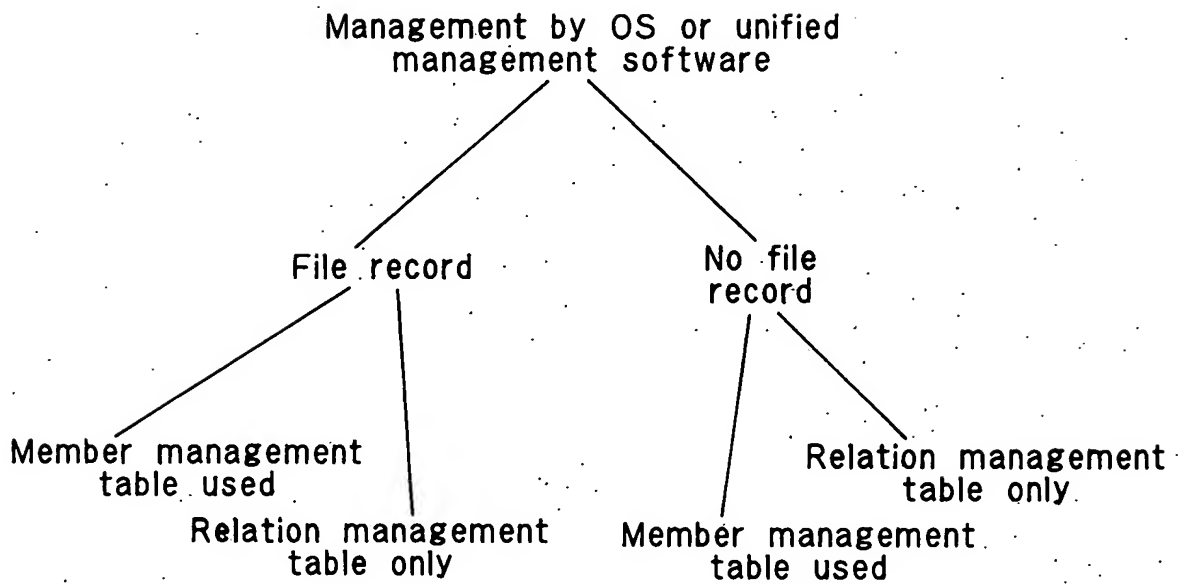 Management by OS or unified
management software
File record
No file
record
Member management
table used
Relation management
table only
Relation management
table only
Member management
table used